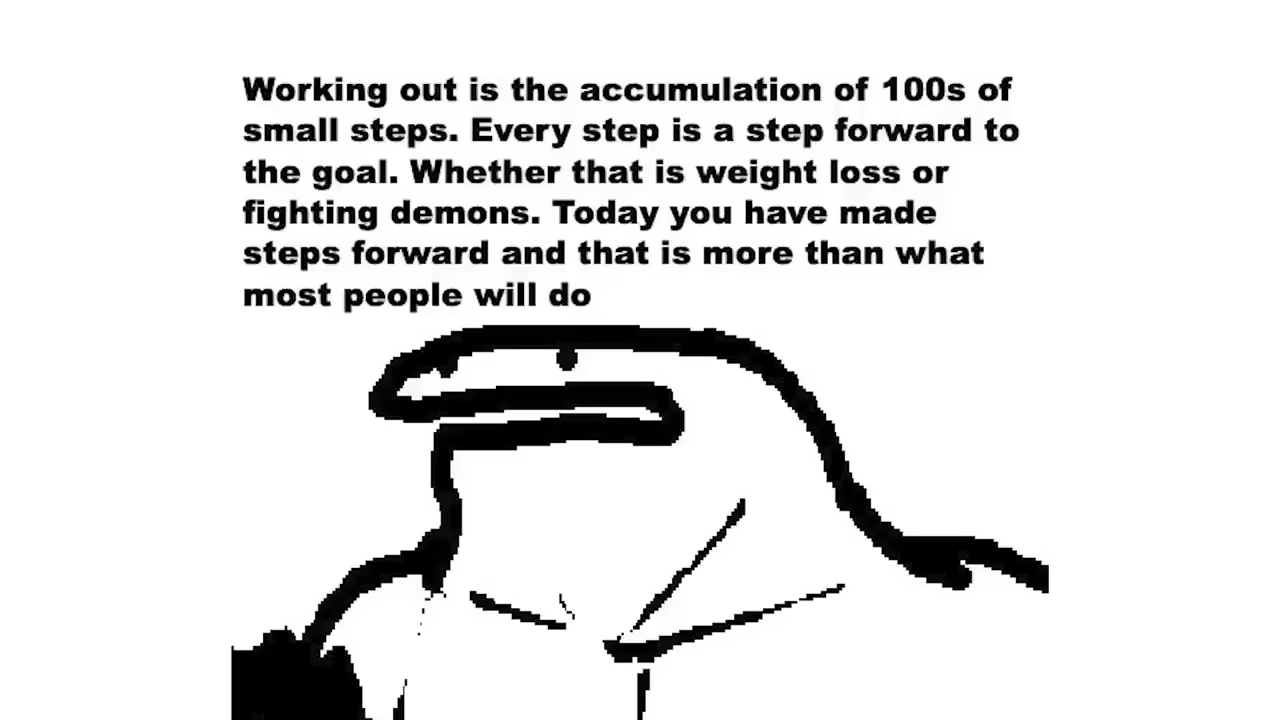 Working out is the accumulation of 100s of
small steps. Every step is a step forward to
the goal. Whether that is weight loss or
fighting demons. Today you have made
steps forward and that is more than what
most people will do